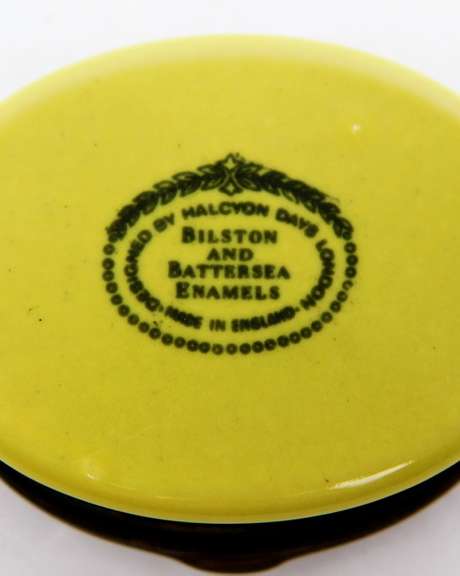 DESIGNED BY HALCYON DAYS LONDON
BILSTON
AND
BATTERSEA
ENAMELS
-MADE IN ENGLAND-